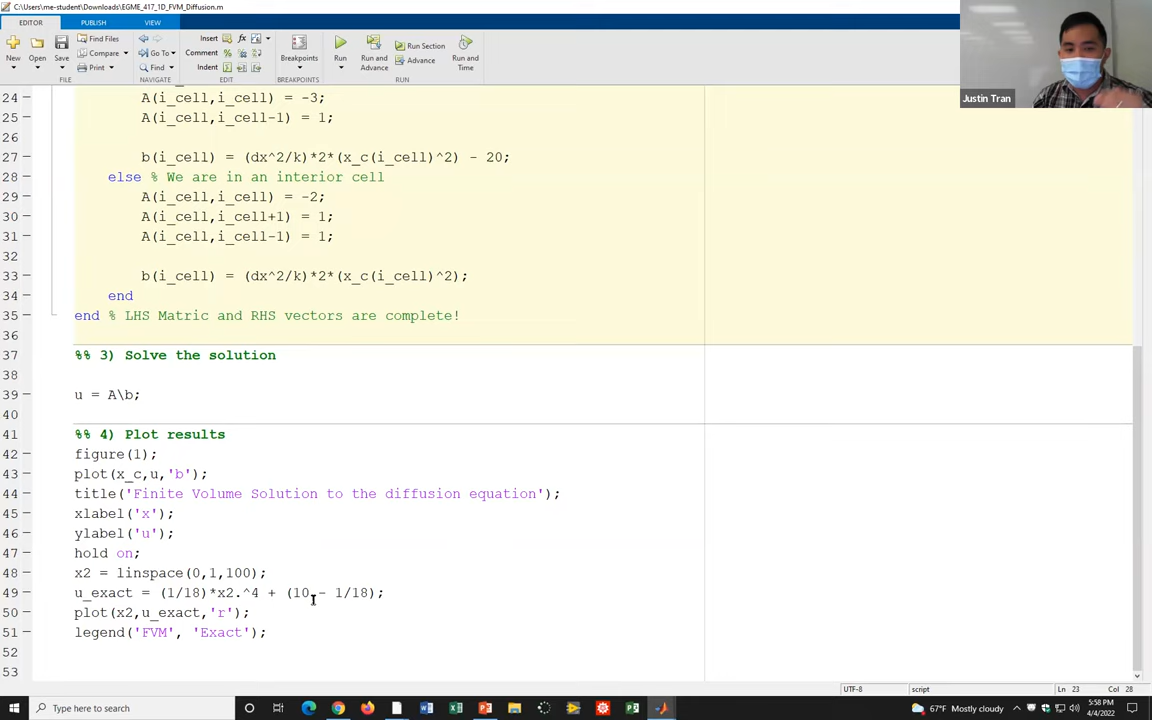 C:\Users\me-student\Downloads\EGME_417_1D_FVM_Diffusion.m
EDITOR PUBLISH VIEW
New Open Save Find Files Compare Print Go To Find Insert Comment Indent fx Breakpoints Run Run and Advance Run Section Advance Run and Time
FILE NAVIGATE EDIT BREAKPOINTS RUN
Justin Tran
24 A(i_cell,i_cell) = -3;
25 A(i_cell,i_cell-1) = 1;
26
27 b(i_cell) = (dx^2/k)*2*(x_c(i_cell)^2) - 20;
28 else % We are in an interior cell
29 A(i_cell,i_cell) = -2;
30 A(i_cell,i_cell+1) = 1;
31 A(i_cell,i_cell-1) = 1;
32
33 b(i_cell) = (dx^2/k)*2*(x_c(i_cell)^2);
34 end
35 end % LHS Matric and RHS vectors are complete!
36
37 %% 3) Solve the solution
38
39 u = A\b;
40
41 %% 4) Plot results
42 figure(1);
43 plot(x_c,u,'b');
44 title('Finite Volume Solution to the diffusion equation');
45 xlabel('x');
46 ylabel('u');
47 hold on;
48 x2 = linspace(0,1,100);
49 u_exact = (1/18)*x2.^4 + (10 - 1/18);
50 plot(x2,u_exact,'r');
51 legend('FVM', 'Exact');
52
53
UTF-8 script Ln 23 Col 28
Type here to search
67°F Mostly cloudy
5:58 PM
4/4/2022